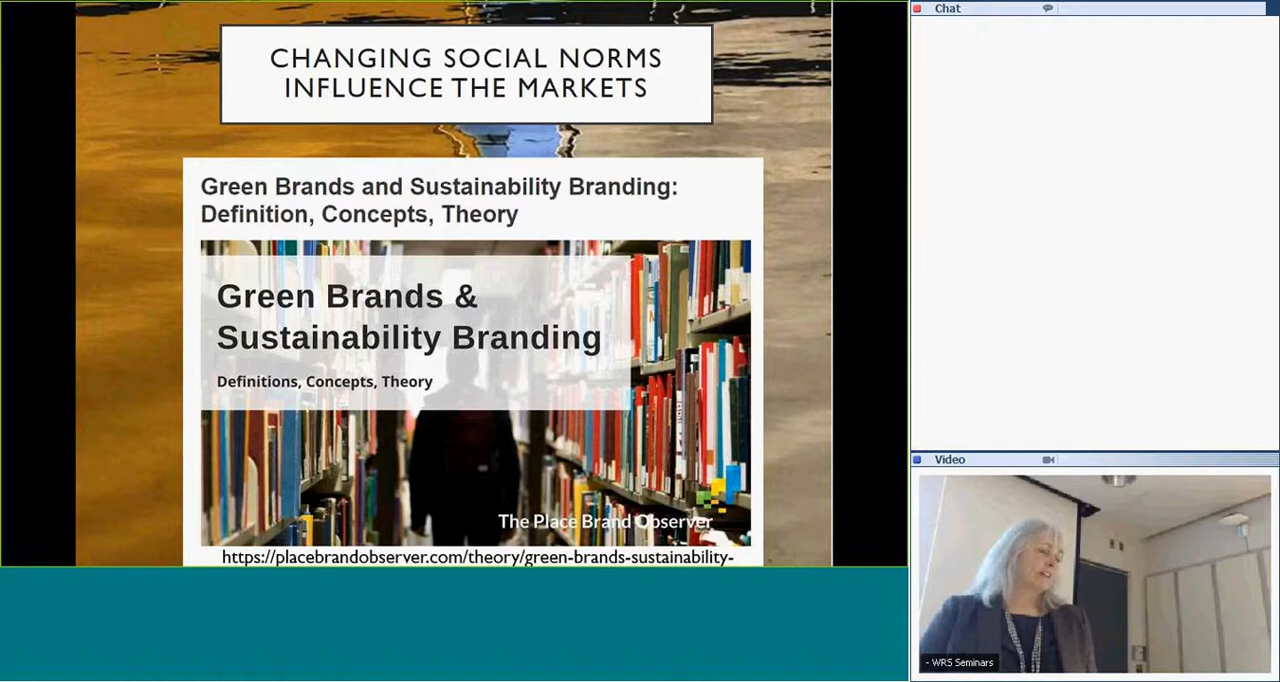 CHANGING SOCIAL NORMS
INFLUENCE THE MARKETS
Green Brands and Sustainability Branding:
Definition, Concepts, Theory
Green Brands &
Sustainability Branding
Definitions, Concepts, Theory
The Place Brand Observer
https://placebrandobserver.com/theory/green-brands-sustainability-
Chat
Video
- WRS Seminars